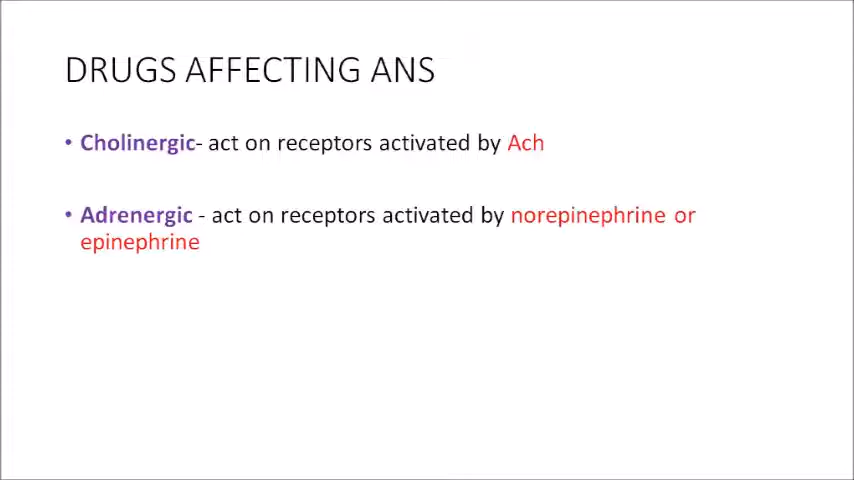 DRUGS AFFECTING ANS
• Cholinergic- act on receptors activated by Ach
• Adrenergic - act on receptors activated by norepinephrine or
epinephrine